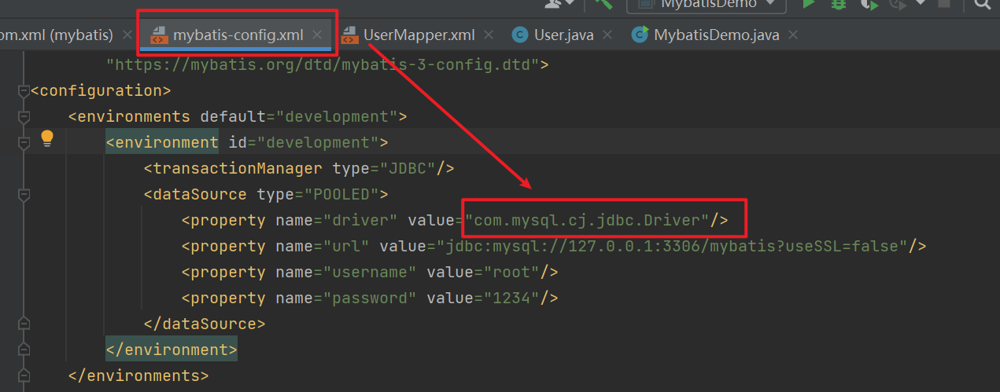 MybatisDemo
om.xml (mybatis) mybatis-config.xml UserMapper.xml User.java MybatisDemo.java
"https://mybatis.org/dtd/mybatis-3-config.dtd">
<configuration>
<environments default="development">
<environment id="development">
<transactionManager type="JDBC"/>
<dataSource type="POOLED">
<property name="driver" value="com.mysql.cj.jdbc.Driver"/>
<property name="url" value="jdbc:mysql://127.0.0.1:3306/mybatis?useSSL=false"/>
<property name="username" value="root"/>
<property name="password" value="1234"/>
</dataSource>
</environment>
</environments>